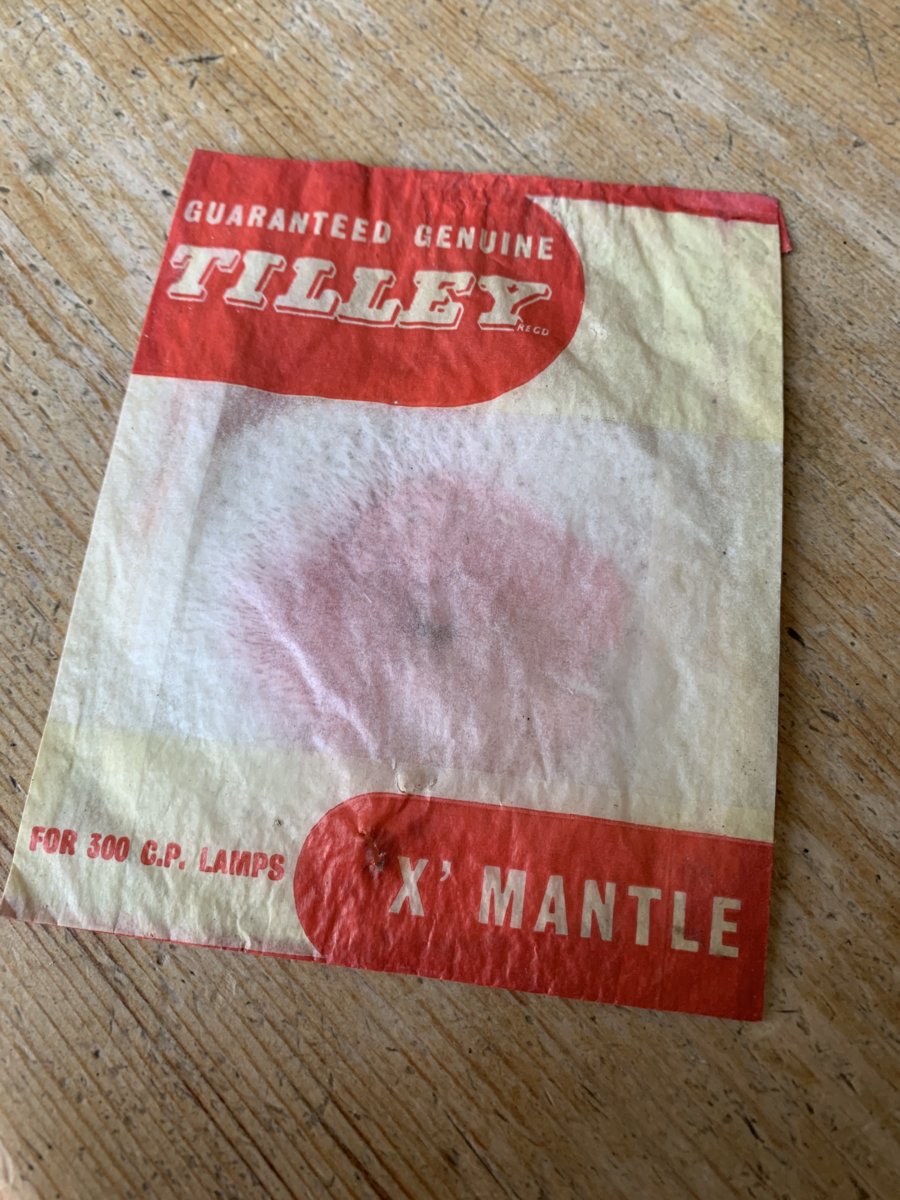 GUARANTEED GENUINE
TILLEY
REGD
FOR 300 C.P. LAMPS
X' MANTLE